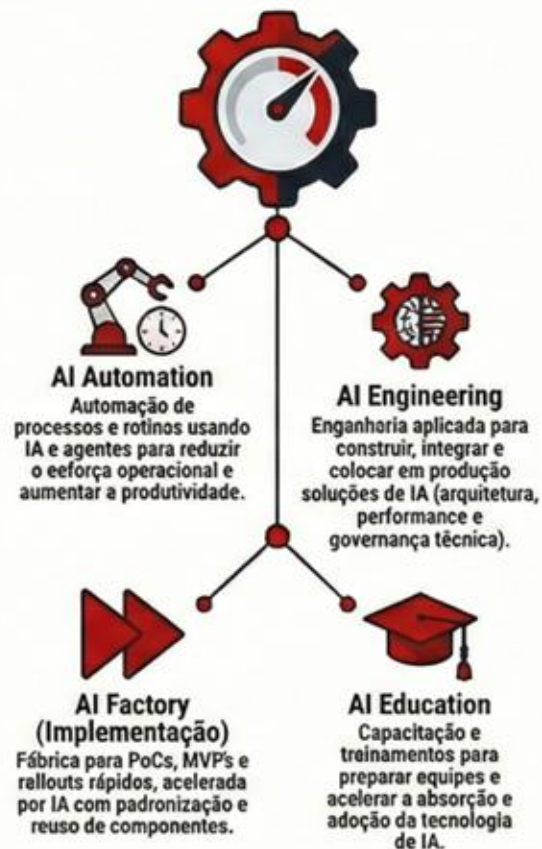 AI Automation
Automação de
processos e rotinos usando
IA e agentes para reduzir
o eeforça operacional e
aumentar a produtividade.
AI Engineering
Enganharia aplicada para
construir, integrar e
colocar em produção
soluções de IA (arquitetura,
performance e
governança têcnica).
AI Factory
(Implementação)
Fábrica para PoCs, MVP's e
rallouts rápidos, acelerada
por IA com padronização e
reuso de componentes.
AI Education
Capacitação e
treinamentos para
preparar equipes e
acelerar a absorção e
adoção da tecnologia
de IA.